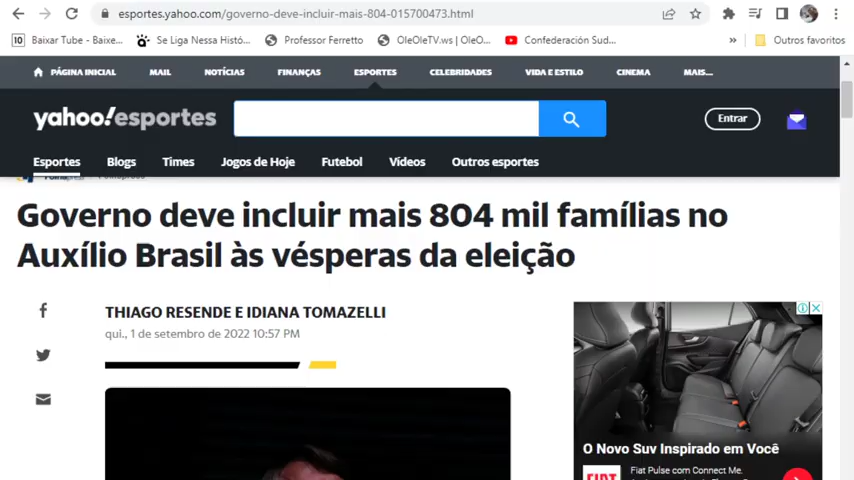 esportes.yahoo.com/governo-deve-incluir-mais-804-015700473.html
Baixar Tube - Baixe... Se Liga Nessa Histó... Professor Ferretto OleOleTV.ws | OleO... Confederación Sud... » Outros favoritos
PÁGINA INICIAL MAIL NOTÍCIAS FINANÇAS ESPORTES CELEBRIDADES VIDA E ESTILO CINEMA MAIS...
yahoo!esportes Entrar
Esportes Blogs Times Jogos de Hoje Futebol Vídeos Outros esportes
Governo deve incluir mais 804 mil famílias no
Auxílio Brasil às vésperas da eleição
THIAGO RESENDE E IDIANA TOMAZELLI
qui., 1 de setembro de 2022 10:57 PM
O Novo Suv Inspirado em Você
FIAT Fiat Pulse com Connect Me.